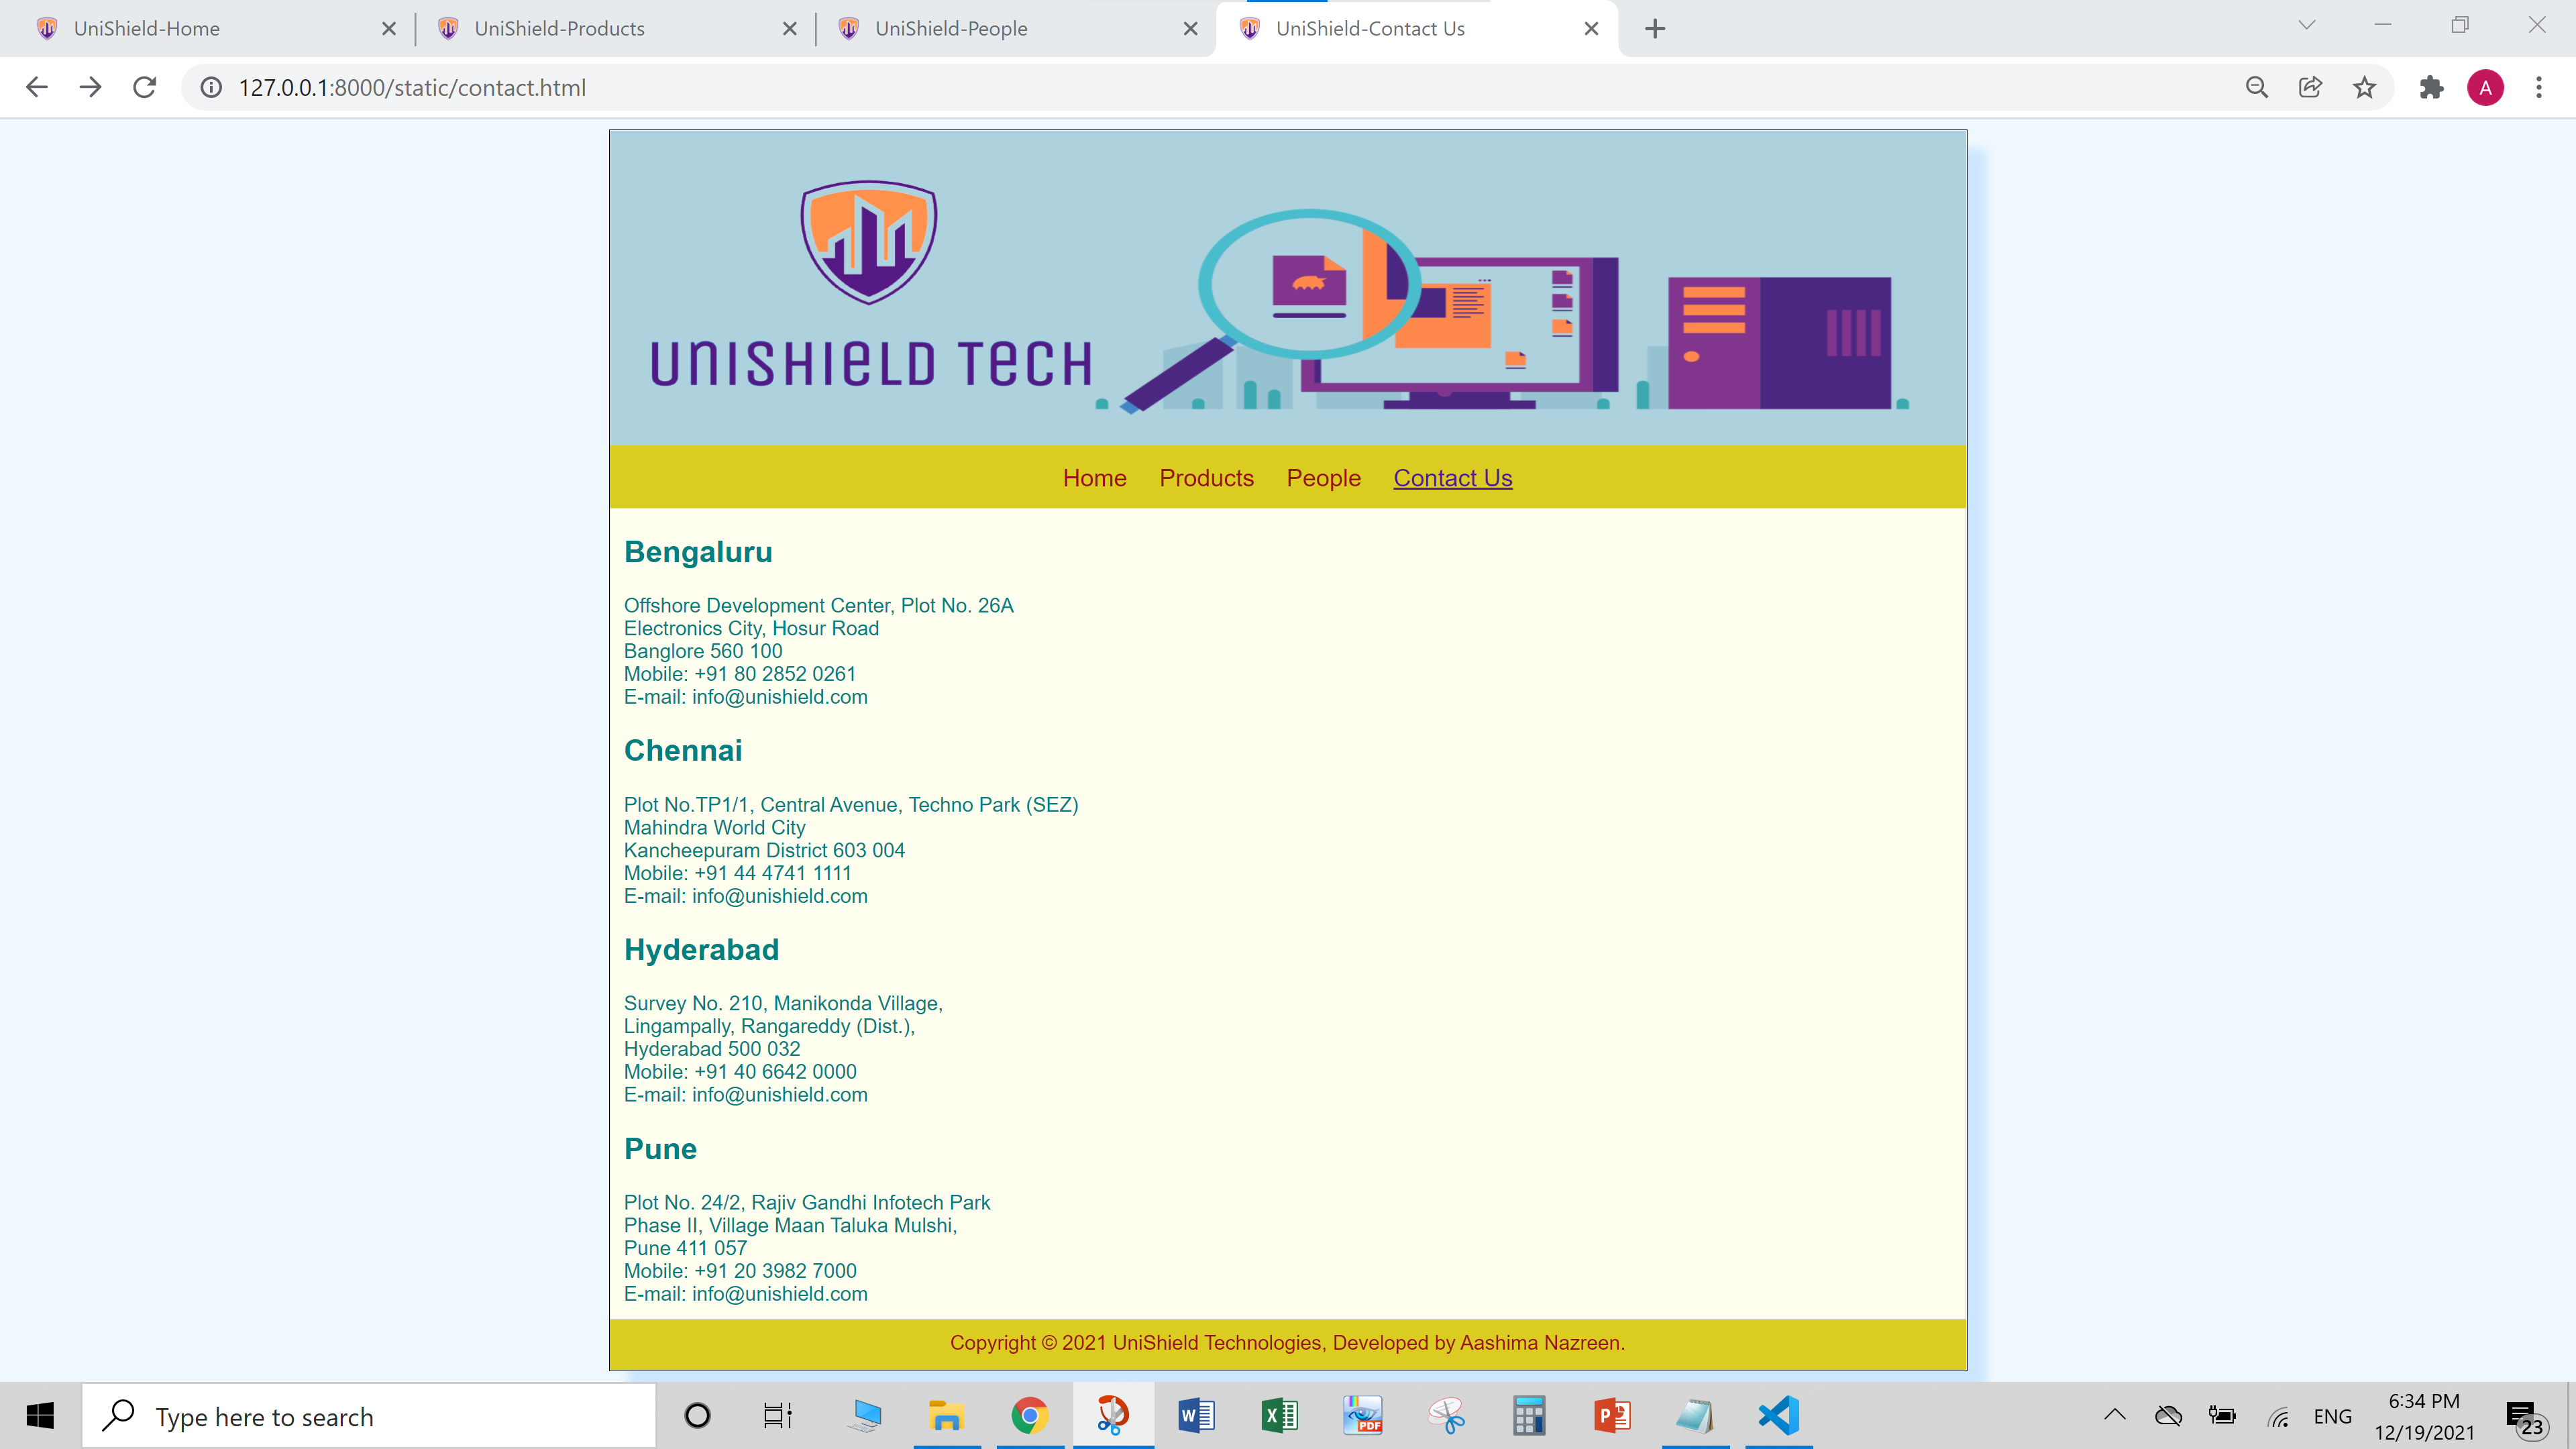 UniShield-Home
UniShield-Products
UniShield-People
UniShield-Contact Us
127.0.0.1:8000/static/contact.html
A
UNISHIELD TECH
Home Products People Contact Us
Bengaluru
Offshore Development Center, Plot No. 26A
Electronics City, Hosur Road
Banglore 560 100
Mobile: +91 80 2852 0261
E-mail: info@unishield.com
Chennai
Plot No.TP1/1, Central Avenue, Techno Park (SEZ)
Mahindra World City
Kancheepuram District 603 004
Mobile: +91 44 4741 1111
E-mail: info@unishield.com
Hyderabad
Survey No. 210, Manikonda Village,
Lingampally, Rangareddy (Dist.),
Hyderabad 500 032
Mobile: +91 40 6642 0000
E-mail: info@unishield.com
Pune
Plot No. 24/2, Rajiv Gandhi Infotech Park
Phase II, Village Maan Taluka Mulshi,
Pune 411 057
Mobile: +91 20 3982 7000
E-mail: info@unishield.com
Copyright © 2021 UniShield Technologies, Developed by Aashima Nazreen.
Type here to search
W
X
PDF
P
ENG
6:34 PM
12/19/2021
23